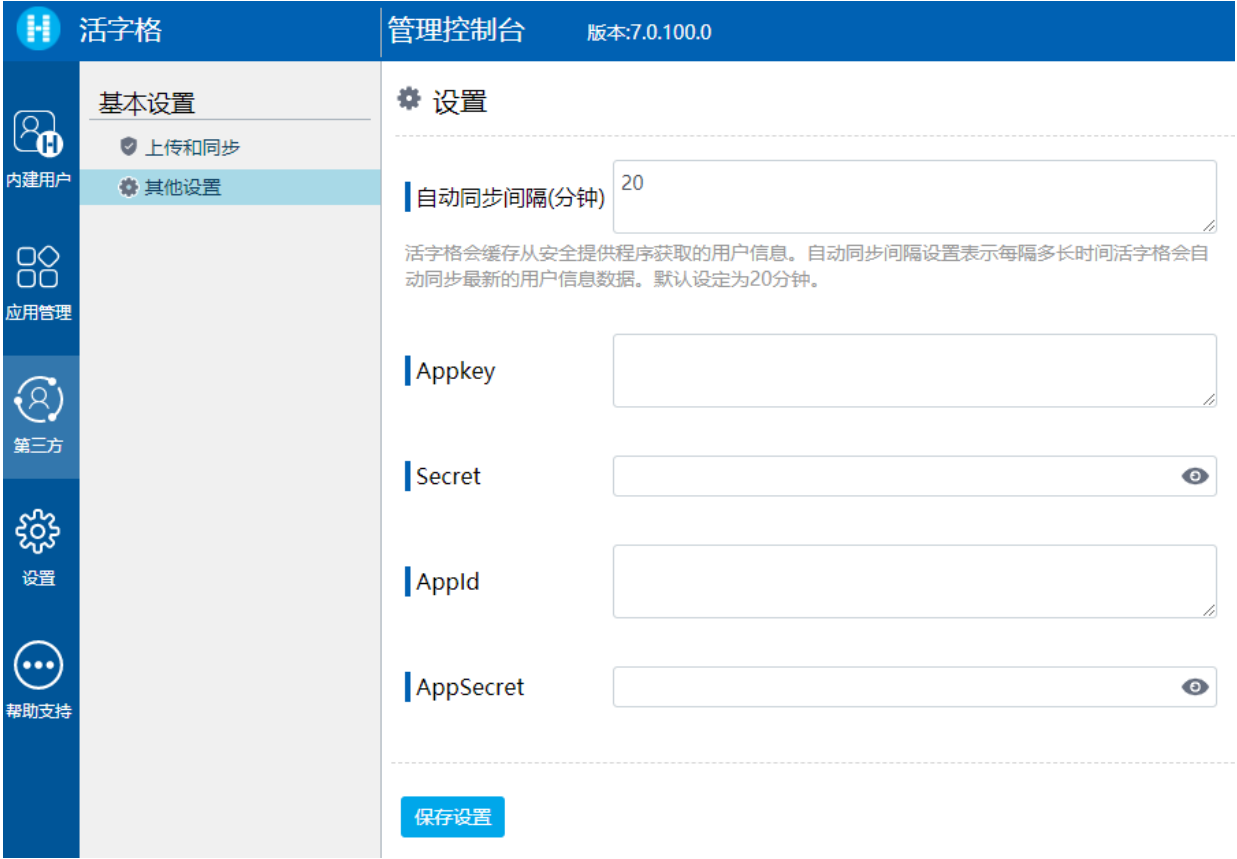 活字格
管理控制台 版本:7.0.100.0
内建用户
应用管理
第三方
设置
帮助支持
基本设置
上传和同步
其他设置
设置
自动同步间隔(分钟) 20
活字格会缓存从安全提供程序获取的用户信息。自动同步间隔设置表示每隔多长时间活字格会自
动同步最新的用户信息数据。默认设定为20分钟。
Appkey
Secret
AppId
AppSecret
保存设置